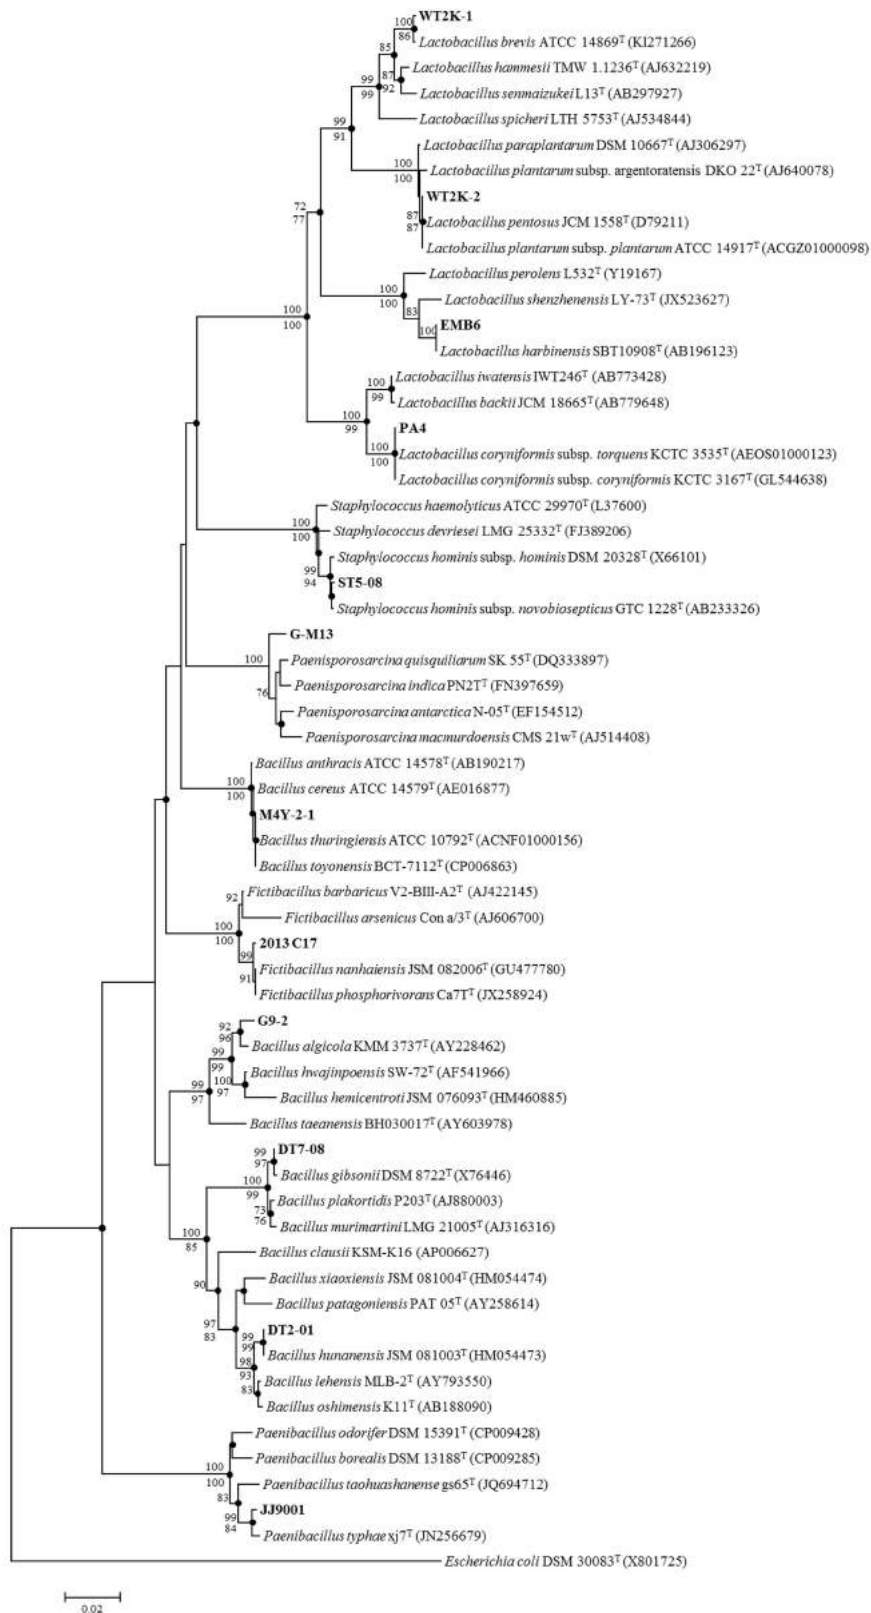 WT2K-1
100
86
Lactobacillus brevis ATCC 14869T (KI271266)
85
Lactobacillus hammesii TMW 1.1236T (AJ632219)
87
92
99
99
Lactobacillus senmaizukei L13T (AB297927)
Lactobacillus spicheri LTH 5753T (AJ534844)
99
91
Lactobacillus paraplantarum DSM 10667T (AJ306297)
100
100
Lactobacillus plantarum subsp. argentoratensis DKO 22T (AJ640078)
WT2K-2
72
77
87
87
Lactobacillus pentosus JCM 1558T (D79211)
Lactobacillus plantarum subsp. plantarum ATCC 14917T (ACGZ01000098)
Lactobacillus perolens L532T (Y19167)
100
100
Lactobacillus shenzhenensis LY-73T (JX523627)
83
EMB6
100
100
100
Lactobacillus harbinensis SBT10908T (AB196123)
Lactobacillus iwatensis IWT246T (AB773428)
100
99
Lactobacillus backii JCM 18665T (AB779648)
100
99
PA4
100
100
Lactobacillus coryniformis subsp. torquens KCTC 3535T (AEOS01000123)
Lactobacillus coryniformis subsp. coryniformis KCTC 3167T (GL544638)
Staphylococcus haemolyticus ATCC 29970T (L37600)
100
100
Staphylococcus devriesei LMG 25332T (FJ389206)
Staphylococcus hominis subsp. hominis DSM 20328T (X66101)
99
94
ST5-08
Staphylococcus hominis subsp. novobiosepticus GTC 1228T (AB233326)
G-M13
100
Paenisporosarcina quisquiliarum SK 55T (DQ333897)
Paenisporosarcina indica PN2TT (FN397659)
76
Paenisporosarcina antarctica N-05T (EF154512)
Paenisporosarcina macmurdoensis CMS 21wT (AJ514408)
Bacillus anthracis ATCC 14578T (AB190217)
100
100
Bacillus cereus ATCC 14579T (AE016877)
M4Y-2-1
Bacillus thuringiensis ATCC 10792T (ACNF01000156)
Bacillus toyonensis BCT-7112T (CP006863)
92
Fictibacillus barbaricus V2-BIII-A2T (AJ422145)
Fictibacillus arsenicus Con a/3T (AJ606700)
100
100
2013 C17
99
91
Fictibacillus nanhaiensis JSM 082006T (GU477780)
Fictibacillus phosphorivorans Ca7TT (JX258924)
G9-2
92
96
Bacillus algicola KMM 3737T (AY228462)
99
99
Bacillus hwajinpoensis SW-72T (AF541966)
100
97
99
97
Bacillus hemicentroti JSM 076093T (HM460885)
Bacillus taeanensis BH030017T (AY603978)
DT7-08
99
97
Bacillus gibsonii DSM 8722T (X76446)
100
99
Bacillus plakortidis P203T (AJ880003)
73
76
Bacillus murimartini LMG 21005T (AJ316316)
100
85
Bacillus clausii KSM-K16 (AP006627)
90
Bacillus xiaoxiensis JSM 081004T (HM054474)
Bacillus patagoniensis PAT 05T (AY258614)
97
83
DT2-01
99
99
Bacillus hunanensis JSM 081003T (HM054473)
98
93
Bacillus lehensis MLB-2T (AY793550)
83
Bacillus oshimensis K11T (AB188090)
Paenibacillus odorifer DSM 15391T (CP009428)
Paenibacillus borealis DSM 13188T (CP009285)
100
100
Paenibacillus taohuashanense gs65T (JQ694712)
83
JJ9001
99
84
Paenibacillus typhae xj7T (JN256679)
Escherichia coli DSM 30083T (X801725)
0.02